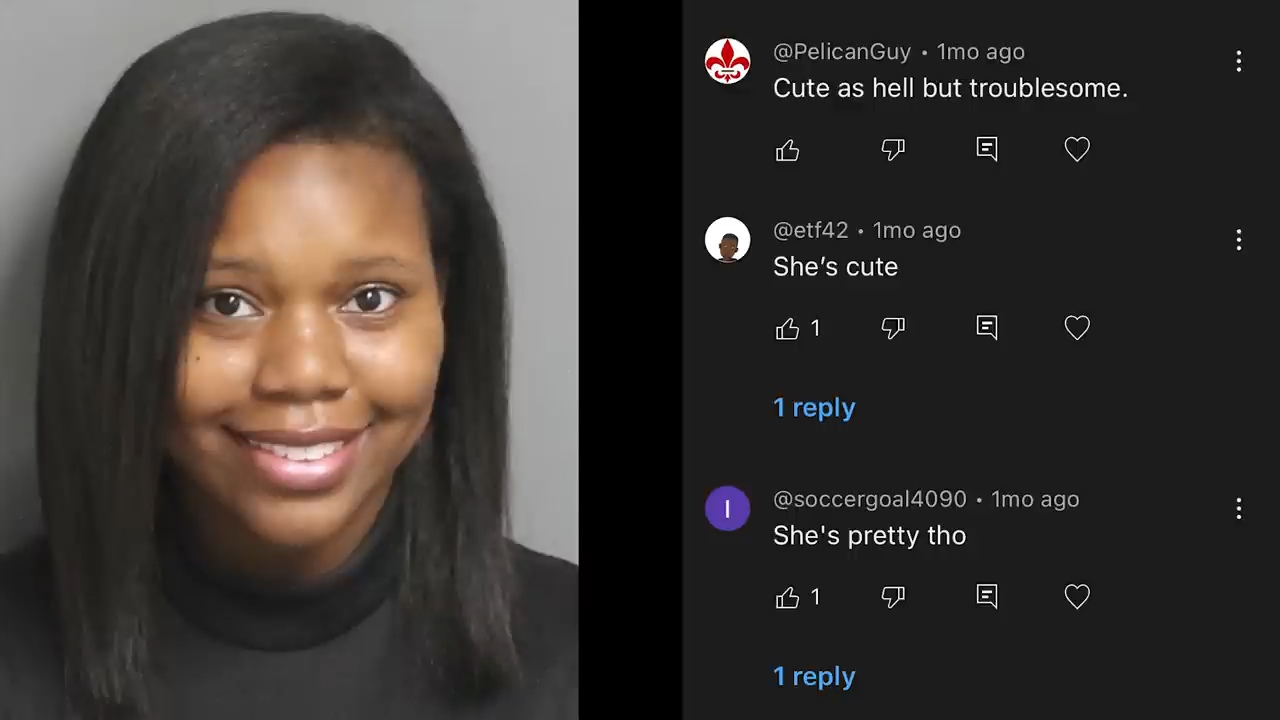 @PelicanGuy • 1mo ago
Cute as hell but troublesome.
@etf42 • 1mo ago
She’s cute
1
1 reply
I
@soccergoal4090 • 1mo ago
She's pretty tho
1
1 reply